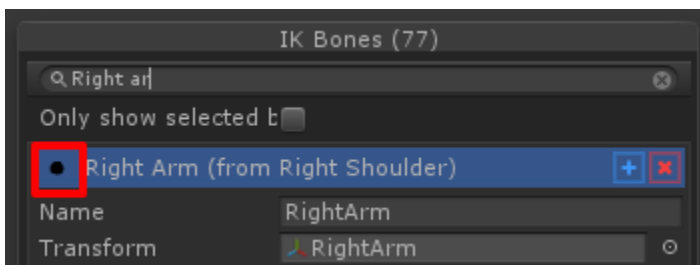 IK Bones (77)
Right ar
Only show selected b
Right Arm (from Right Shoulder)
Name RightArm
Transform RightArm